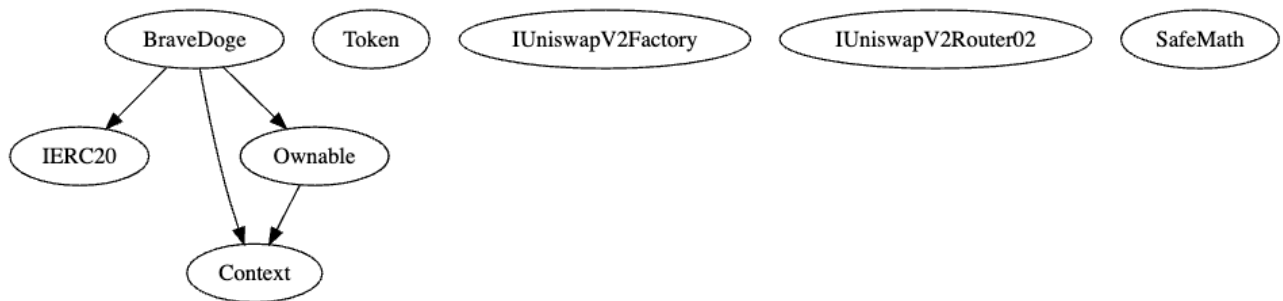 BraveDoge
Token
IUniswapV2Factory
IUniswapV2Router02
SafeMath
IERC20
Ownable
Context